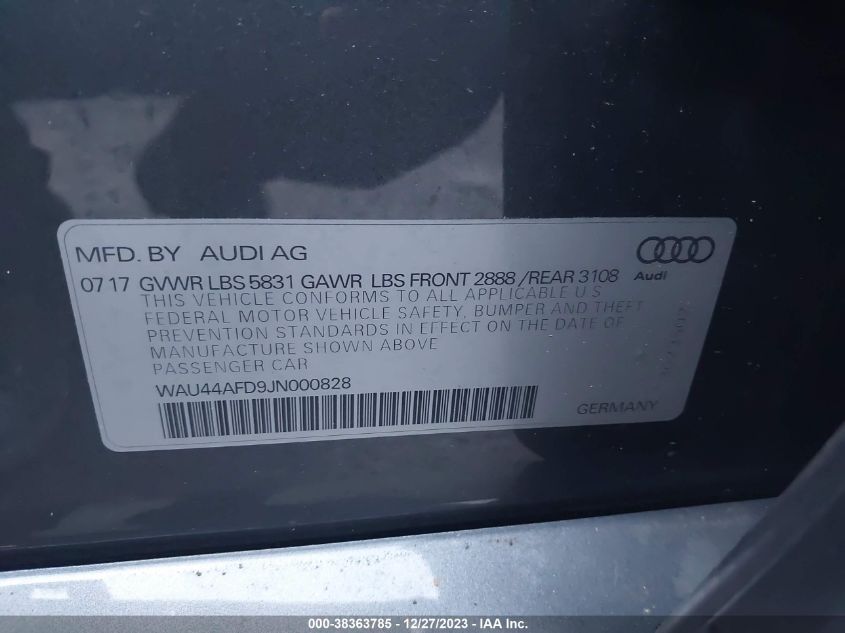 MFD. BY AUDI AG
Audi
07 17 GVWR LBS 5831 GAWR LBS FRONT 2888 / REAR 3108
THIS VEHICLE CONFORMS TO ALL APPLICABLE U S
FEDERAL MOTOR VEHICLE SAFETY, BUMPER AND THEFT
PREVENTION STANDARDS IN EFFECT ON THE DATE OF
MANUFACTURE SHOWN ABOVE
PASSENGER CAR
WAU44AFD9JN000828
GERMANY
000-38363785 - 12/27/2023 - © IAA Inc.